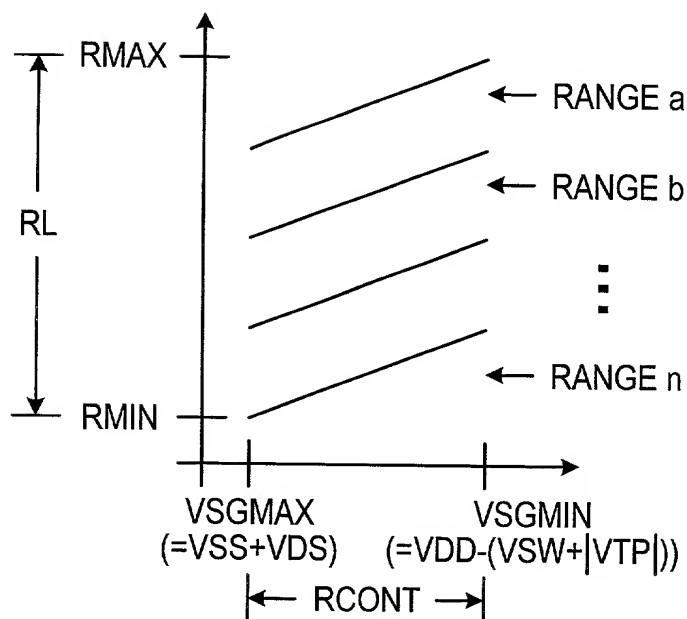 RMAX
RANGE a
RANGE b
RL
RANGE n
RMIN
VSGMAX
(=VSS+VDS)
VSGMIN
(=VDD-(VSW+|VTP|))
RCONT